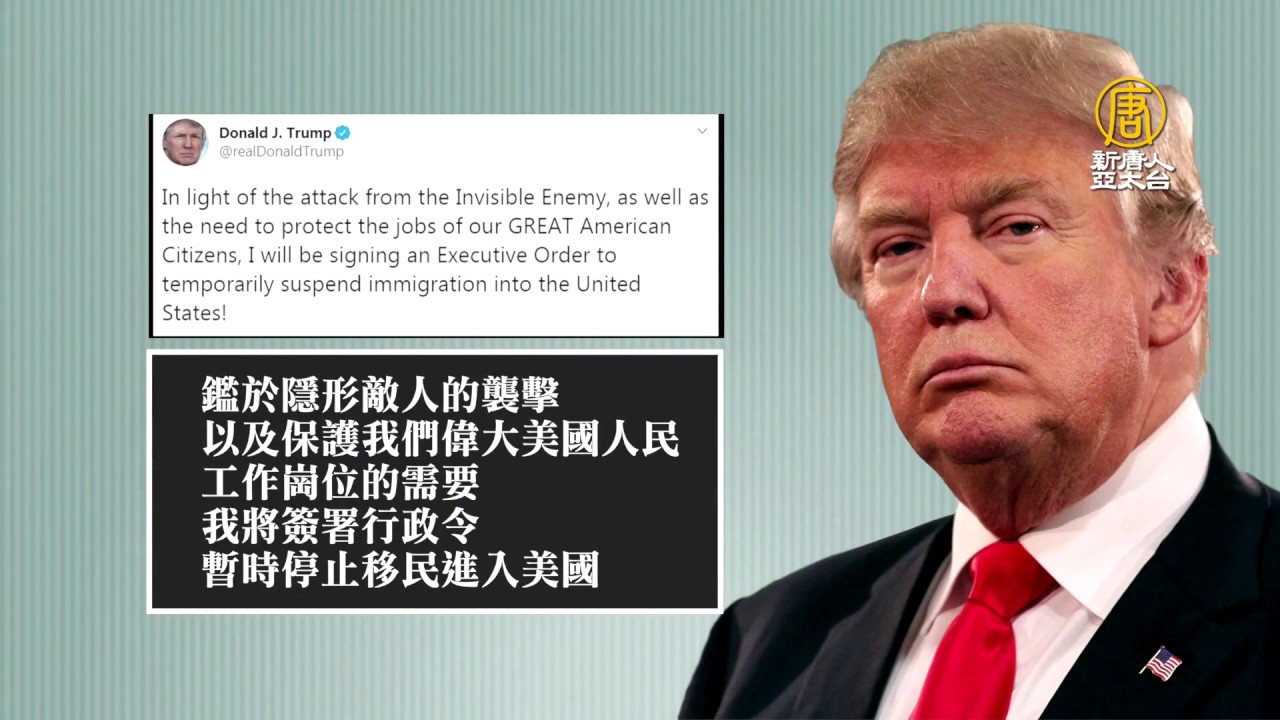 Donald J. Trump
@realDonaldTrump
In light of the attack from the Invisible Enemy, as well as
the need to protect the jobs of our GREAT American
Citizens, I will be signing an Executive Order to
temporarily suspend immigration into the United
States!
鑑於隱形敵人的襲擊
以及保護我們偉大美國人民
工作崗位的需要
我將簽署行政令
暫時停止移民進入美國
唐
新唐人
亞太台